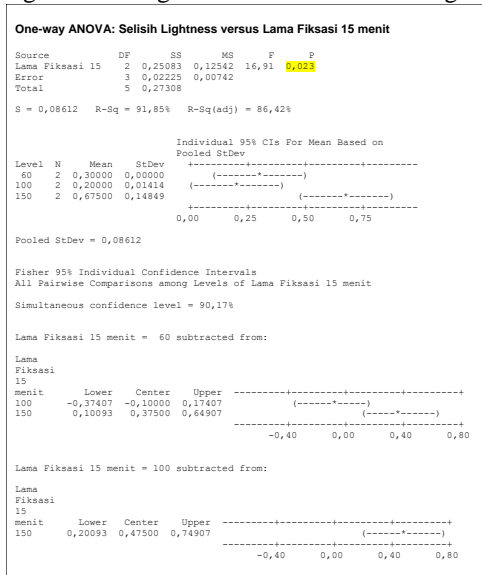 One-way ANOVA: Selisih Lightness versus Lama Fiksasi 15 menit
Source DF SS MS F P
Lama Fiksasi 15 2 0,25083 0,12542 16,91 0,023
Error 3 0,02225 0,00742
Total 5 0,27308
S = 0,08612 R-Sq = 91,85% R-Sq(adj) = 86,42%
Individual 95% CIs For Mean Based on
Pooled StDev
Level N Mean StDev +---------+---------+---------+---------
60 2 0,30000 0,00000 (-------*-------)
100 2 0,20000 0,01414 (-------*-------)
150 2 0,67500 0,14849 (-------*-------)
+---------+---------+---------+---------
0,00 0,25 0,50 0,75
Pooled StDev = 0,08612
Fisher 95% Individual Confidence Intervals
All Pairwise Comparisons among Levels of Lama Fiksasi 15 menit
Simultaneous confidence level = 90,17%
Lama Fiksasi 15 menit = 60 subtracted from:
Lama
Fiksasi
15
menit Lower Center Upper ---------+---------+---------+---------+
100 -0,37407 -0,10000 0,17407 (------*-----)
150 0,10093 0,37500 0,64907 (-----*------)
---------+---------+---------+---------+
-0,40 0,00 0,40 0,80
Lama Fiksasi 15 menit = 100 subtracted from:
Lama
Fiksasi
15
menit Lower Center Upper ---------+---------+---------+---------+
150 0,20093 0,47500 0,74907 (------*------)
---------+---------+---------+---------+
-0,40 0,00 0,40 0,80